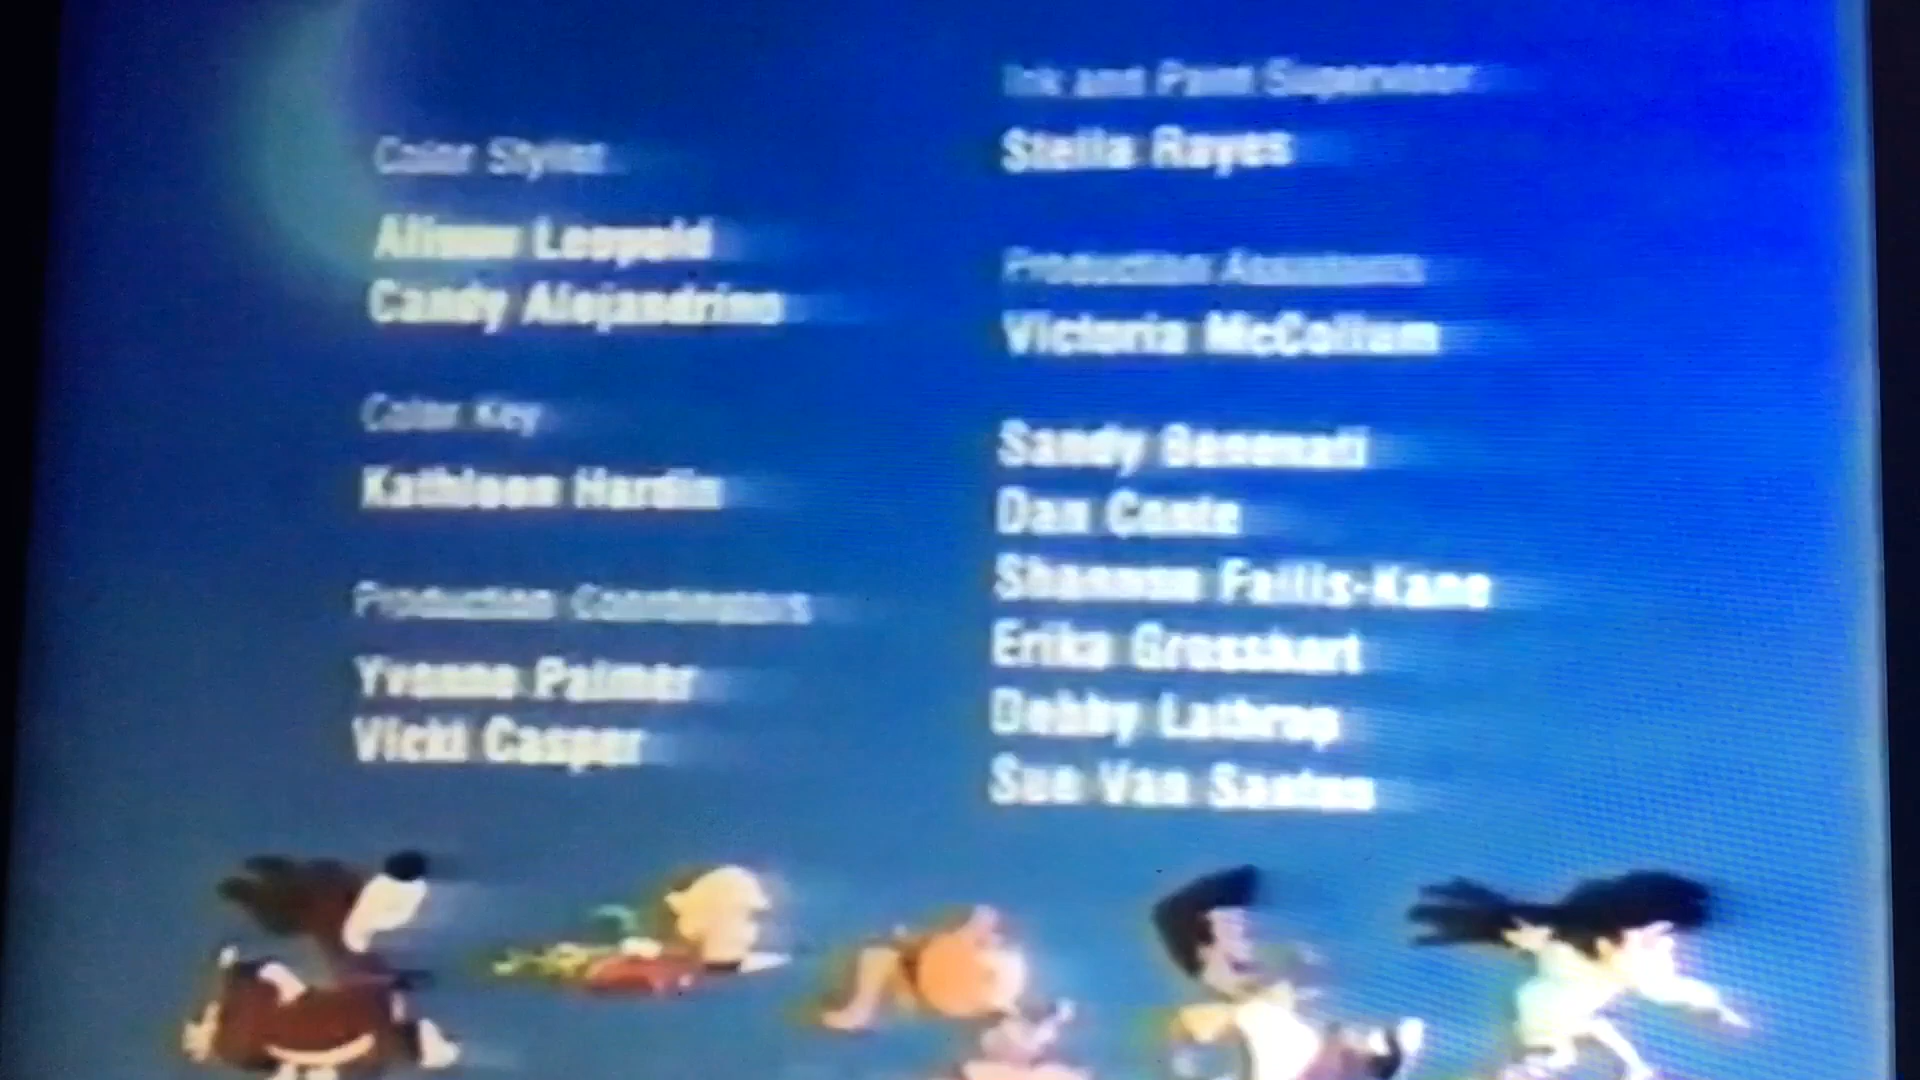 Color Stylist
Allison Leopold
Candy Alejandrino
Color Key
Kathleen Hardin
Production Coordinators
Yvonne Palmer
Vicki Casper
Ink and Paint Supervisor
Stella Reyes
Production Assistants
Victoria McCollum
Sandy Benenati
Dan Conte
Shannon Fallis-Kane
Erika Grosskart
Debby Lathrop
Sue Van Santen